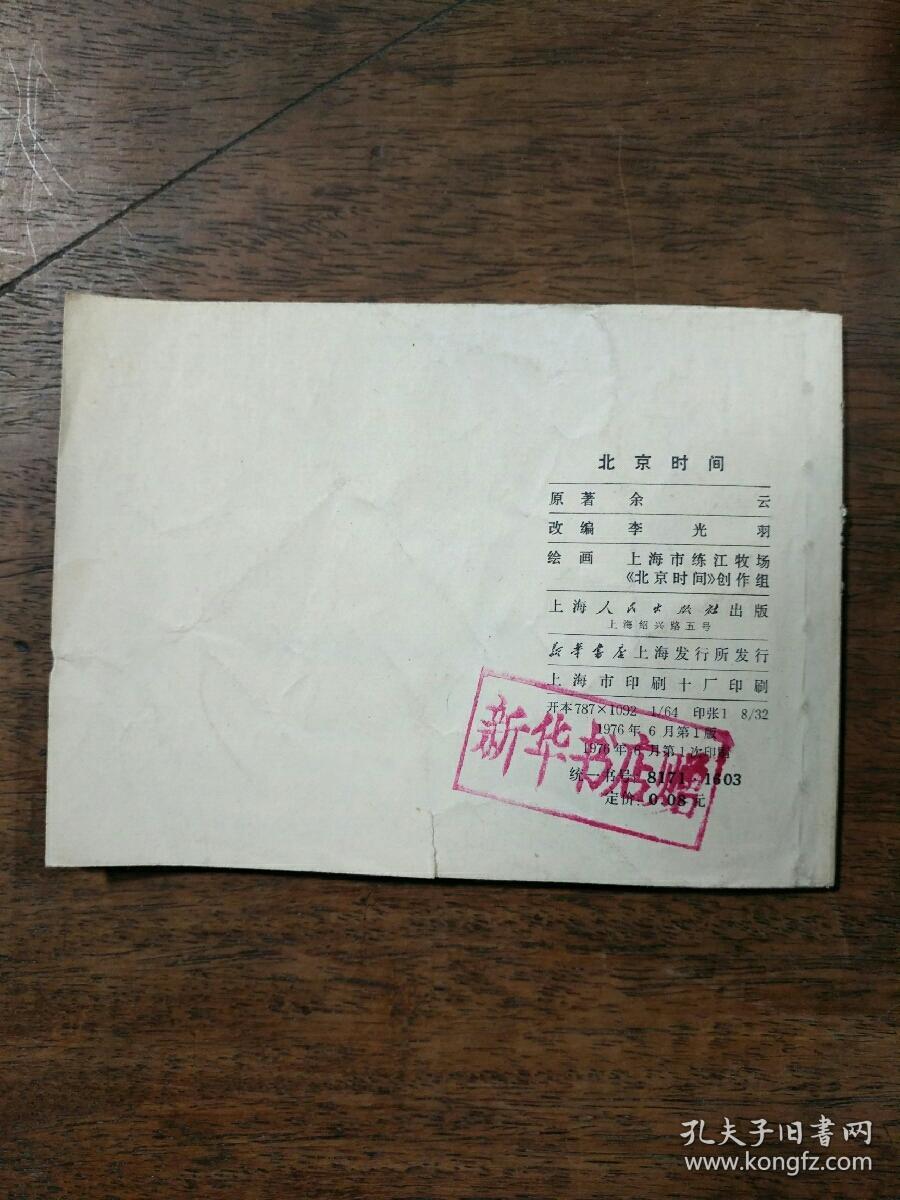 北京时间
原著 余云
改编 李光羽
绘画 上海市练江牧场
《北京时间》创作组
上海人民出版社出版
上海绍兴路五号
新华书店上海发行所发行
上海市印刷十厂印刷
开本787×1092 1/64 印张1 8/32
1976年6月第1版
1976年6月第1次印刷
统一书号:8171·1603
定价:0.08元
新华书店赠
孔夫子旧書网
www.kongfz.com